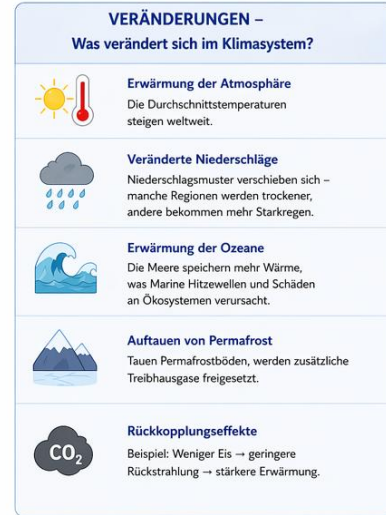 VERÄNDERUNGEN –
Was verändert sich im Klimasystem?
Erwärmung der Atmosphäre
Die Durchschnittstemperaturen
steigen weltweit.
Veränderte Niederschläge
Niederschlagsmuster verschieben sich –
manche Regionen werden trockener,
andere bekommen mehr Starkregen.
Erwärmung der Ozeane
Die Meere speichern mehr Wärme,
was Marine Hitzewellen und Schäden
an Ökosystemen verursacht.
Auftauen von Permafrost
Tauen Permafrostböden, werden zusätzliche
Treibhausgase freigesetzt.
CO₂
Rückkopplungseffekte
Beispiel: Weniger Eis → geringere
Rückstrahlung → stärkere Erwärmung.